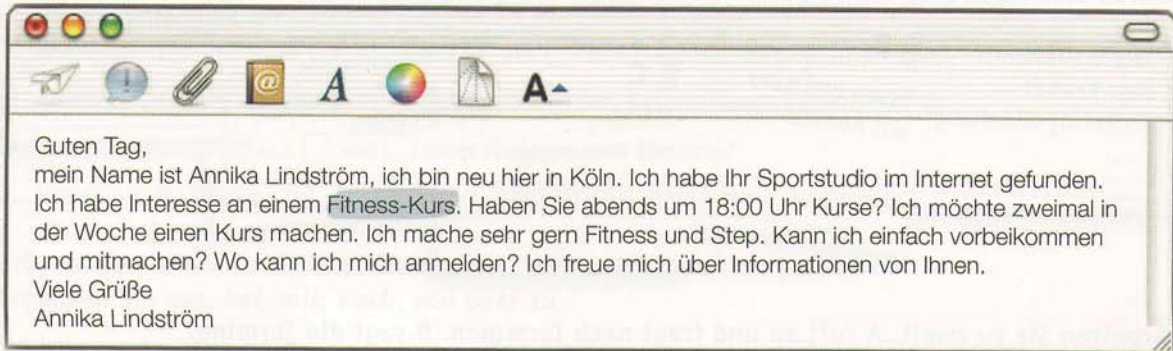 Guten Tag,
mein Name ist Annika Lindström, ich bin neu hier in Köln. Ich habe Ihr Sportstudio im Internet gefunden.
Ich habe Interesse an einem Fitness-Kurs. Haben Sie abends um 18:00 Uhr Kurse? Ich möchte zweimal in
der Woche einen Kurs machen. Ich mache sehr gern Fitness und Step. Kann ich einfach vorbeikommen
und mitmachen? Wo kann ich mich anmelden? Ich freue mich über Informationen von Ihnen.
Viele Grüße
Annika Lindström